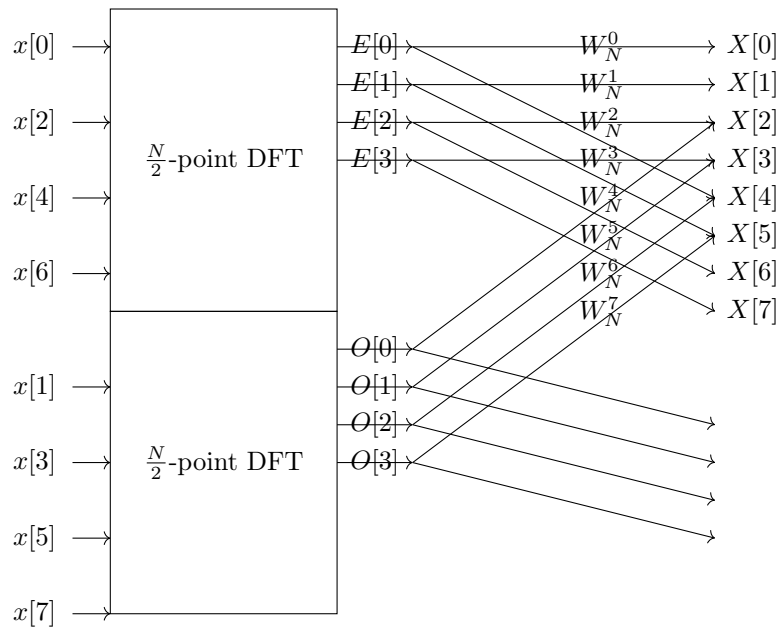 x[0] E[0] W_N^0 X[0]
E[1] W_N^1 X[1]
x[2] E[2] W_N^2 X[2]
N/2-point DFT E[3] W_N^3 X[3]
x[4] W_N^4 X[4]
W_N^5 X[5]
x[6] W_N^6 X[6]
W_N^7 X[7]
O[0]
x[1] O[1]
O[2]
x[3] N/2-point DFT O[3]
x[5]
x[7]